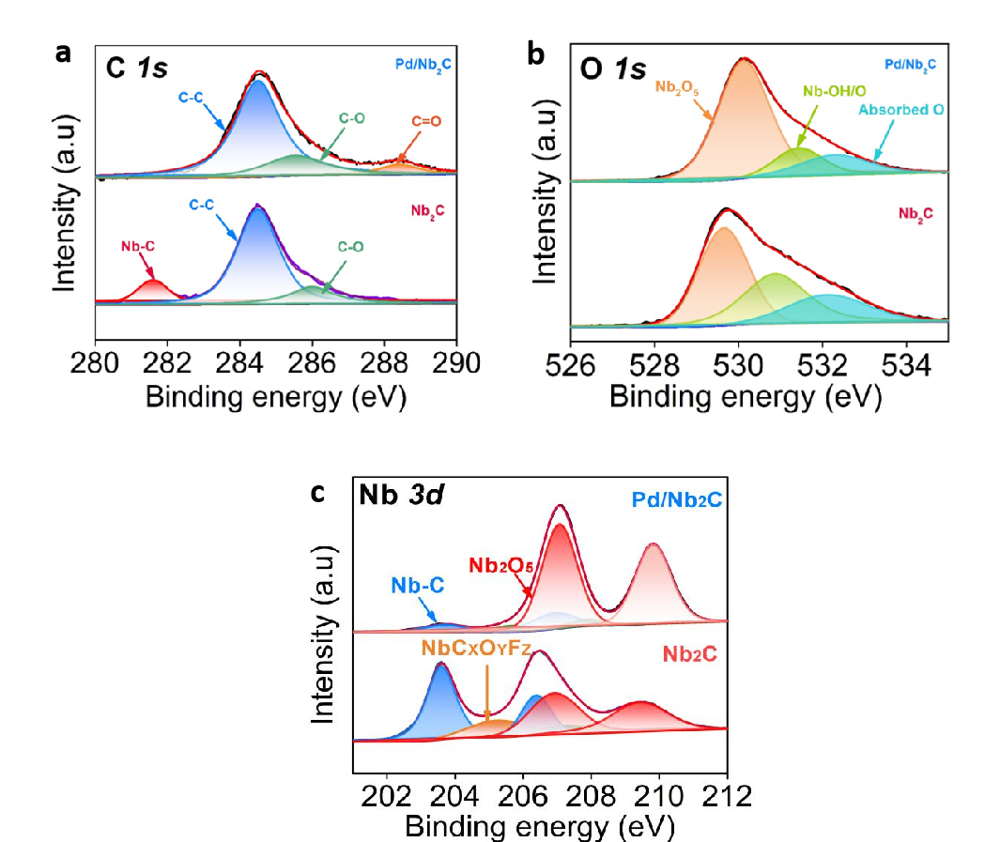 a
C 1s
Pd/Nb2C
C-C
C-O
C=O
C-C
Nb2C
Nb-C
C-O
Intensity (a.u)
280 282 284 286 288 290
Binding energy (eV)
b
O 1s
Pd/Nb2C
Nb2O5
Nb-OH/O
Absorbed O
Nb2C
Intensity (a.u)
526 528 530 532 534
Binding energy (eV)
c
Nb 3d
Pd/Nb2C
Nb2O5
Nb-C
NbCXOYFZ
Nb2C
Intensity (a.u)
202 204 206 208 210 212
Binding energy (eV)